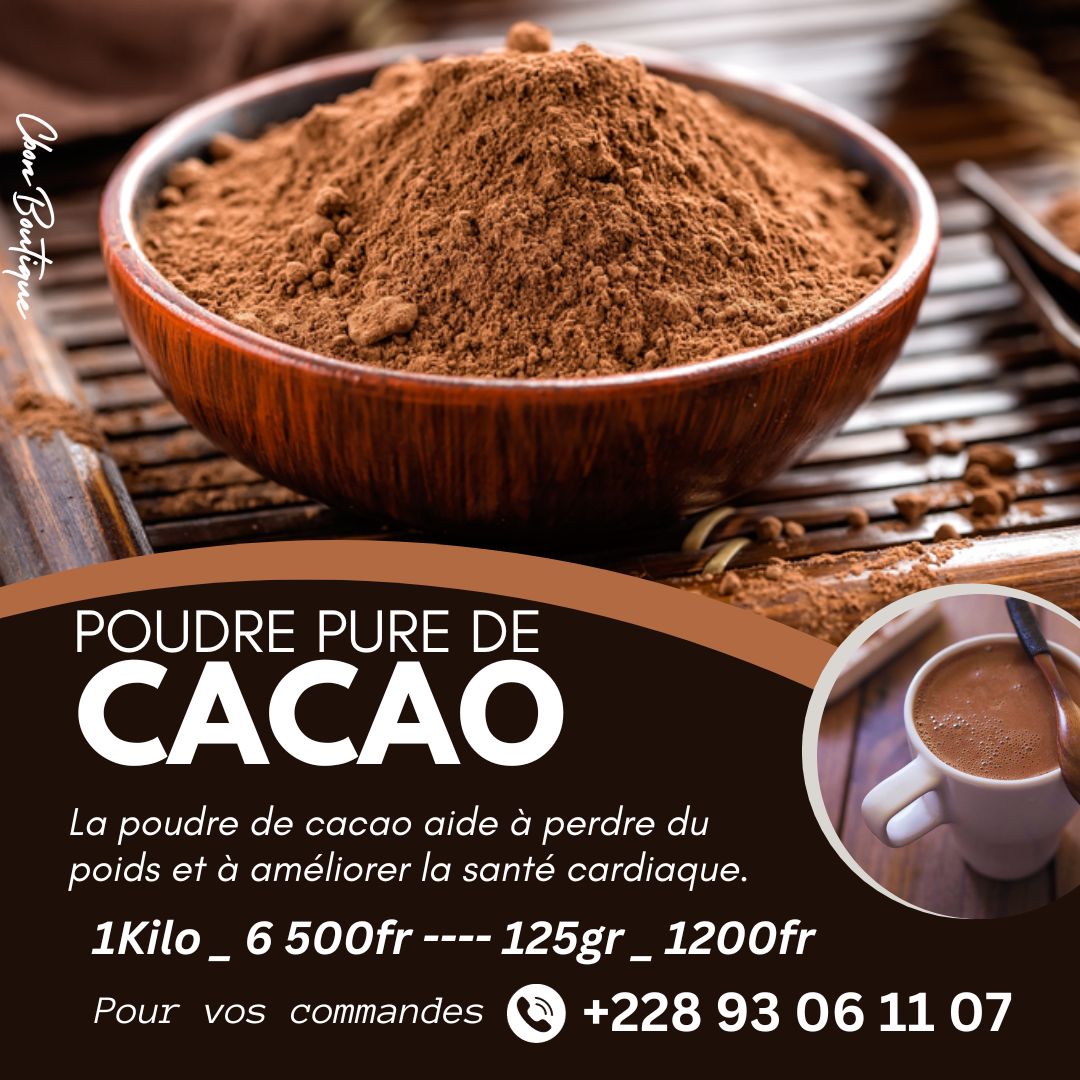 Chon Boutique
POUDRE PURE DE
CACAO
La poudre de cacao aide à perdre du
poids et à améliorer la santé cardiaque.
1Kilo _ 6 500fr ---- 125gr _ 1200fr
Pour vos commandes +228 93 06 11 07